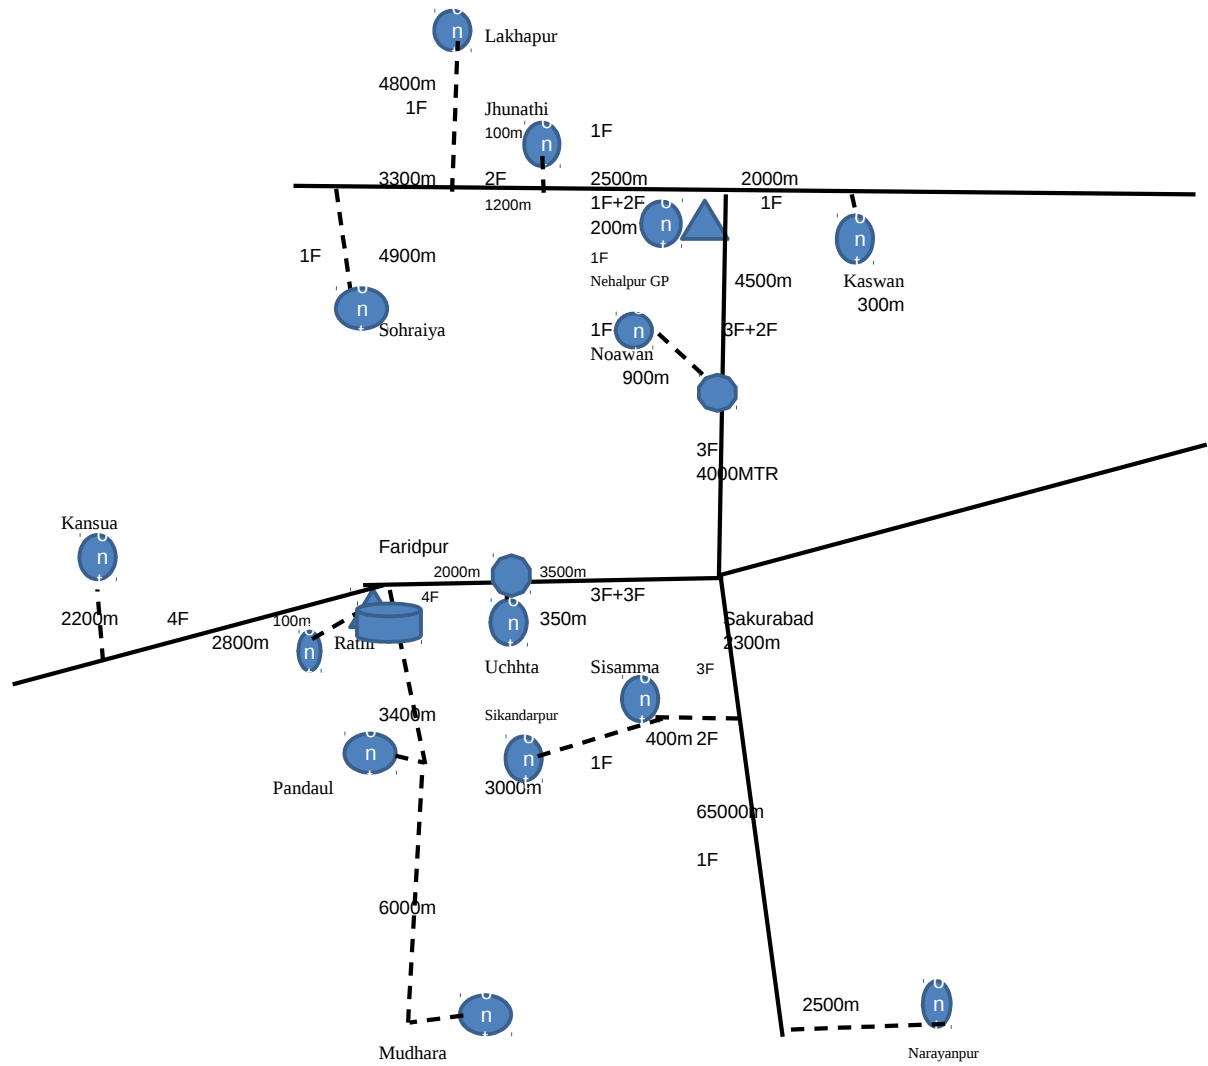 Lakhapur
4800m
1F
Jhunathi
100m
1F
n
n
3300m
2F
2500m
2000m
1200m
1F+2F
1F
200m
n
n
1F
4900m
1F
Nehalpur GP
4500m
Kaswan
300m
n
Sohraiya
1F
n
3F+2F
Noawan
900m
3F
4000MTR
Kansua
n
Faridpur
2000m
3500m
4F
3F+3F
2200m
4F
100m
350m
Sakurabad
2800m
n
Rathi
n
2300m
Uchhta
Sisamma
3F
n
3400m
Sikandarpur
400m
2F
n
n
1F
Pandaul
3000m
65000m
1F
6000m
n
2500m
n
Mudhara
Narayanpur